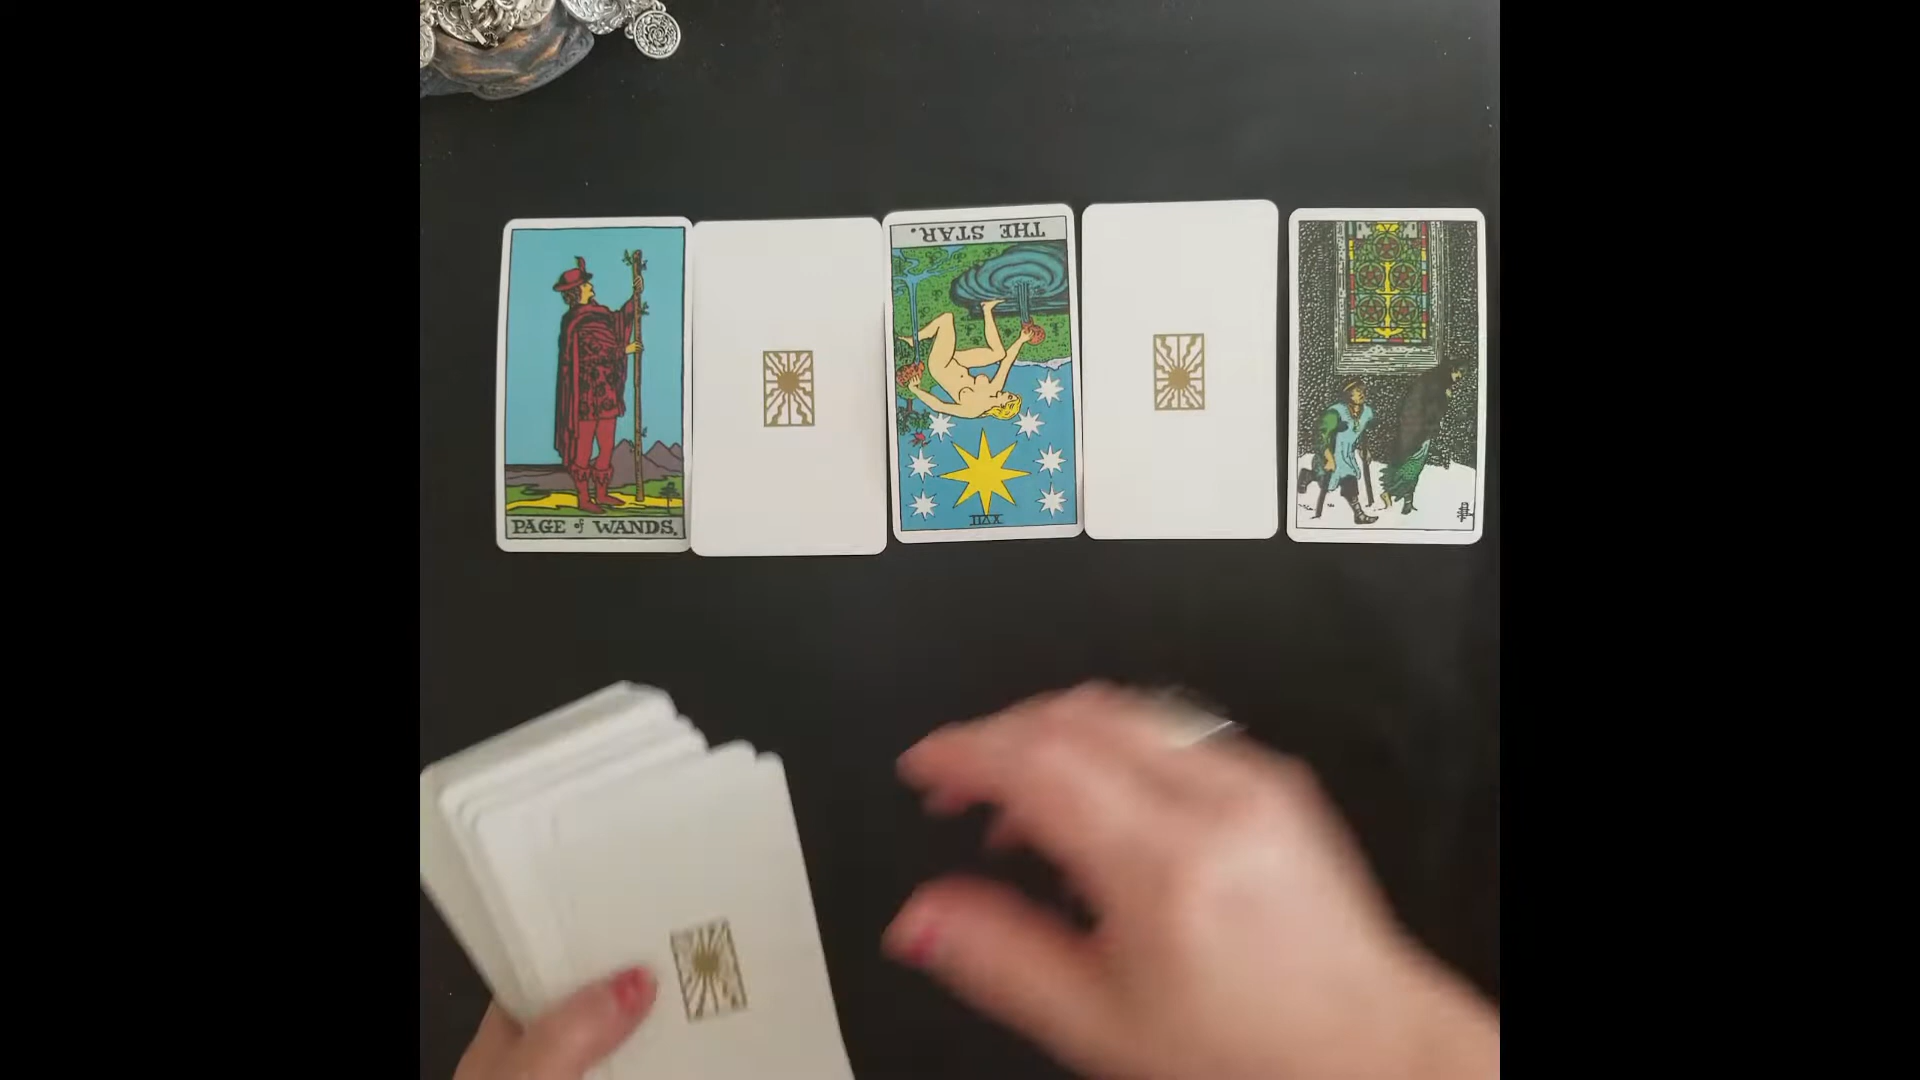 PAGE of WANDS.
THE STAR.
XVII